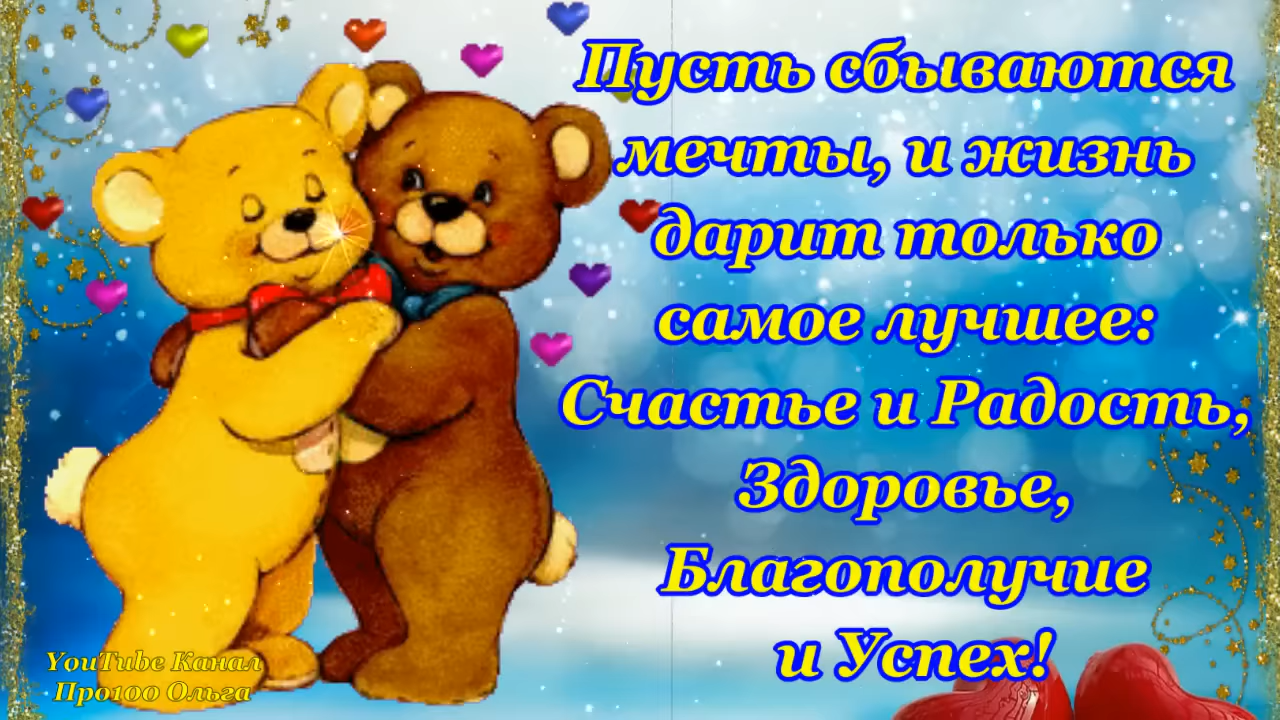 Пусть сбываются
мечты, и жизнь
дарит только
самое лучшее:
Счастье и Радость,
Здоровье,
Благополучие
и Успех!
YouTube Канал
Про100 Ольга